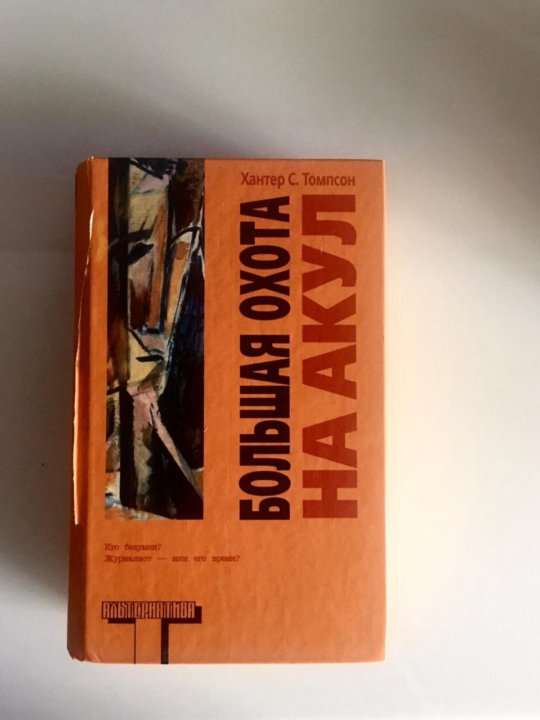 Хантер С. Томпсон
БОЛЬШАЯ ОХОТА
НА АКУЛ
Кто безумен?
Журналист — или его время?
АЛЬТЕРНАТИВА